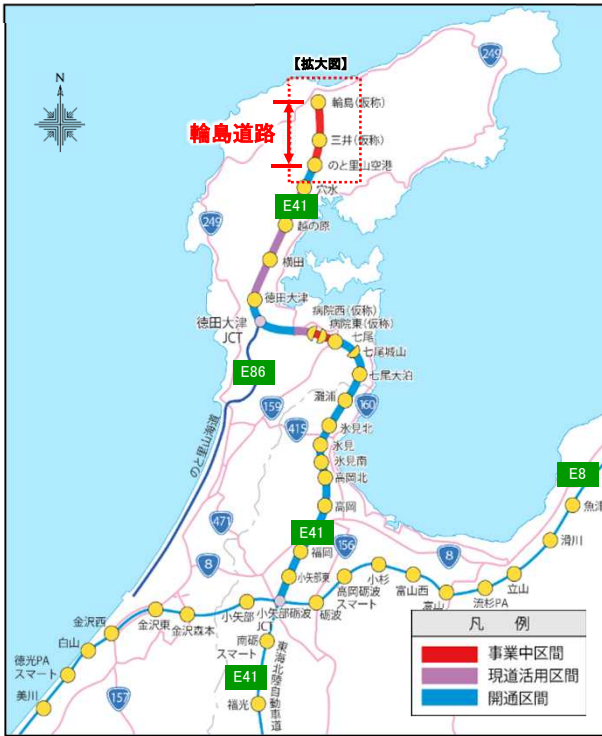 【拡大図】
249
N
輪島(仮称)
輪島道路
三井(仮称)
のと里山空港
穴水
E41
249
越の原
横田
徳田大津
徳田大津
JCT
病院西(仮称)
病院東(仮称)
七尾
七尾城山
七尾大泊
E86
159
灘浦
160
415
氷見北
のと里山海道
氷見
氷見南
高岡北
E8
高岡
魚津
471
E41
156
8
福岡
8
滑川
小矢部東
高岡砺波
スマート
小杉
富山西
富山
流杉PA
立山
金沢西
金沢東
金沢森本
小矢部
小矢部砺波
JCT
砺波
白山
南砺
スマート
徳光PA
スマート
東海北陸自動車道
E41
美川
157
福光
凡 例
事業中区間
現道活用区間
開通区間